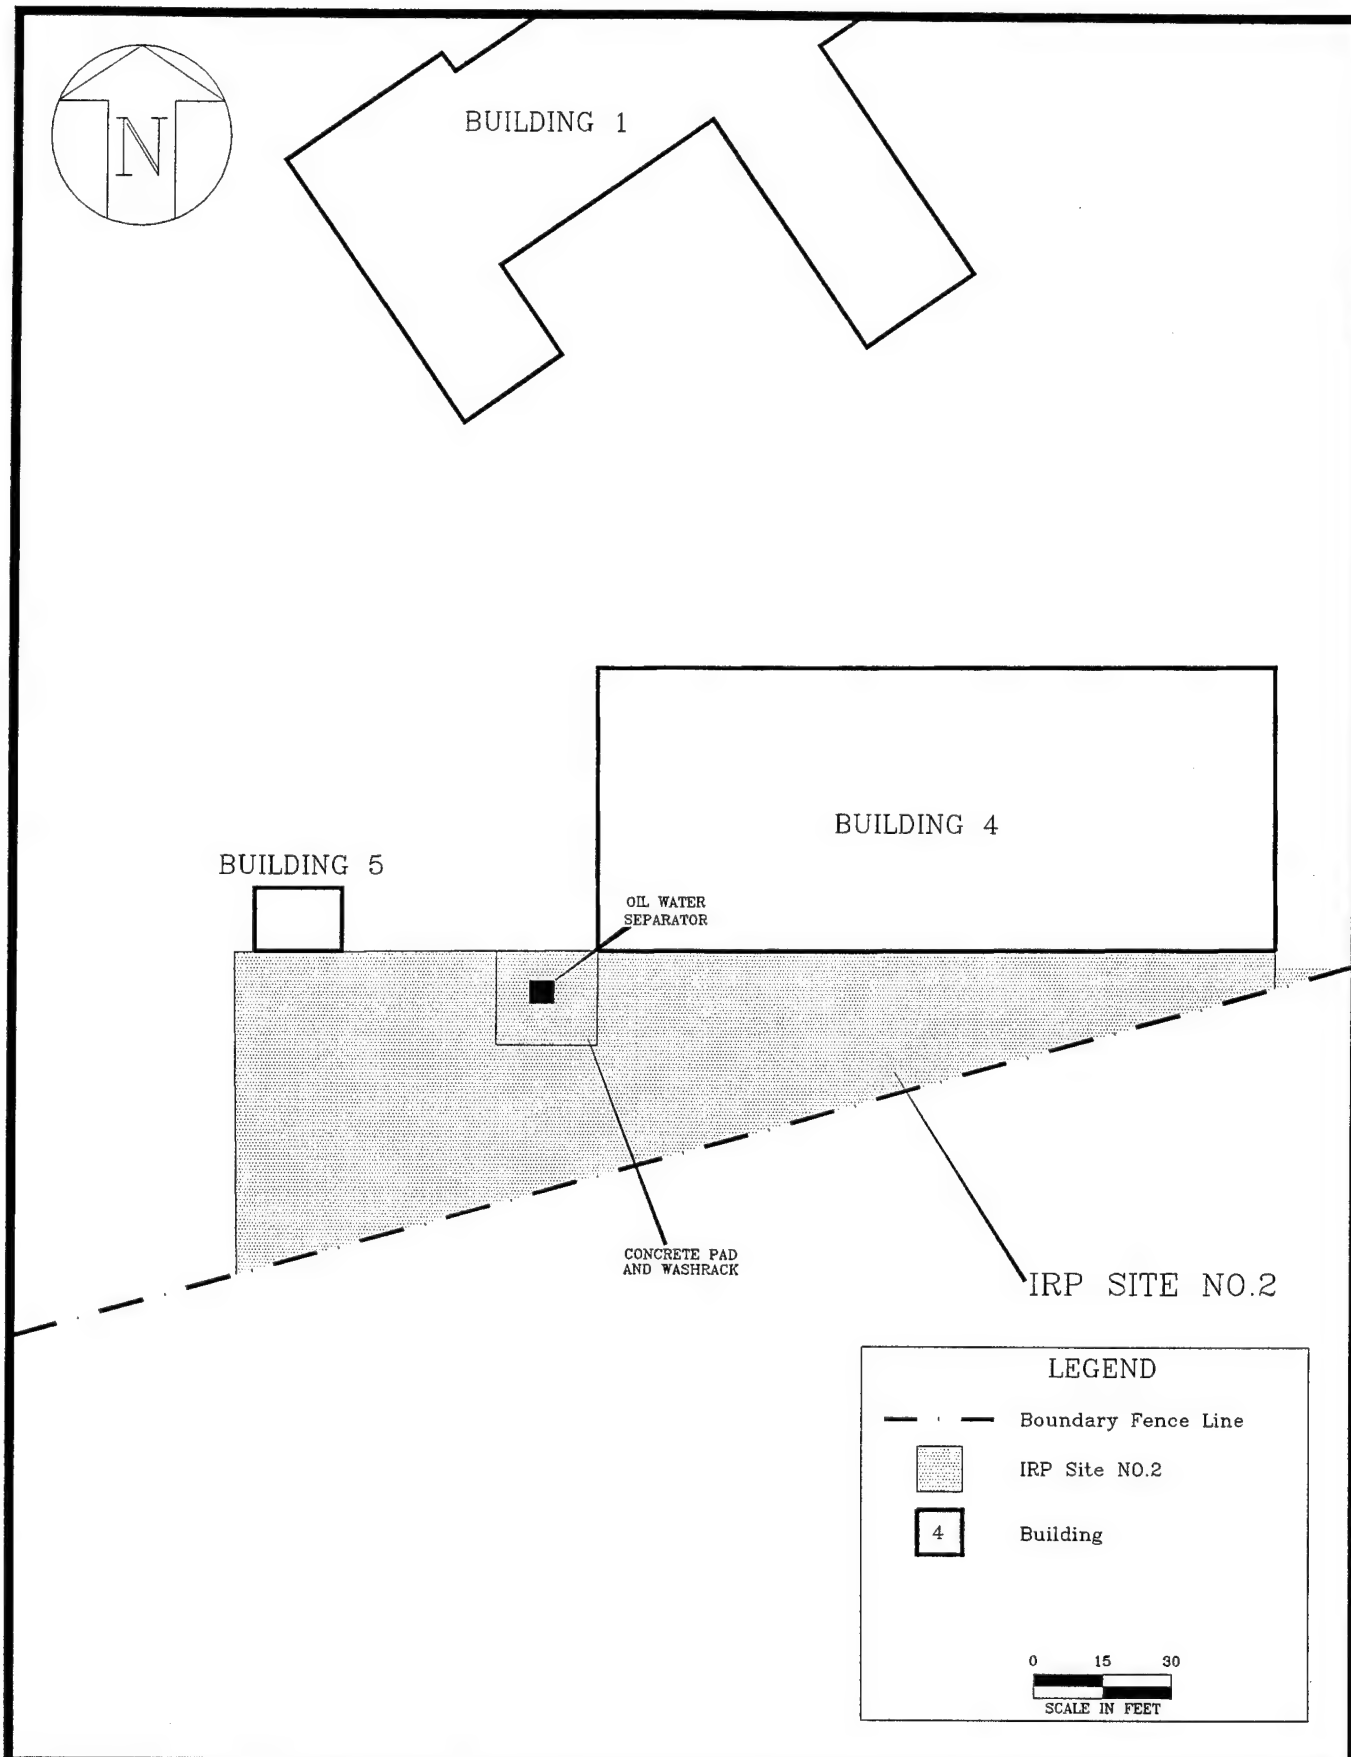 N
BUILDING 1
BUILDING 4
BUILDING 5
OIL WATER
SEPARATOR
CONCRETE PAD
AND WASHRACK
IRP SITE NO.2
LEGEND
Boundary Fence Line
IRP Site NO.2
4 Building
0 15 30
SCALE IN FEET